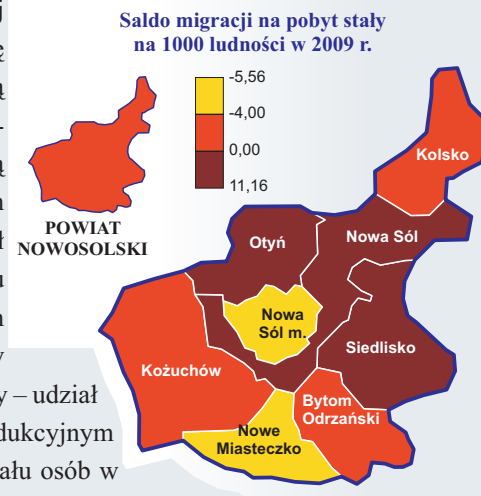 Saldo migracji na pobyt stały
na 1000 ludności w 2009 r.
-5,56
-4,00
0,00
11,16
POWIAT
NOWOSOLSKI
Kolsko
Otyń
Nowa Sól
Nowa
Sól m.
Siedlisko
Kożuchów
Bytom
Odrzański
Nowe
Miasteczko
y – udział
dukcyjnym
ału osób w